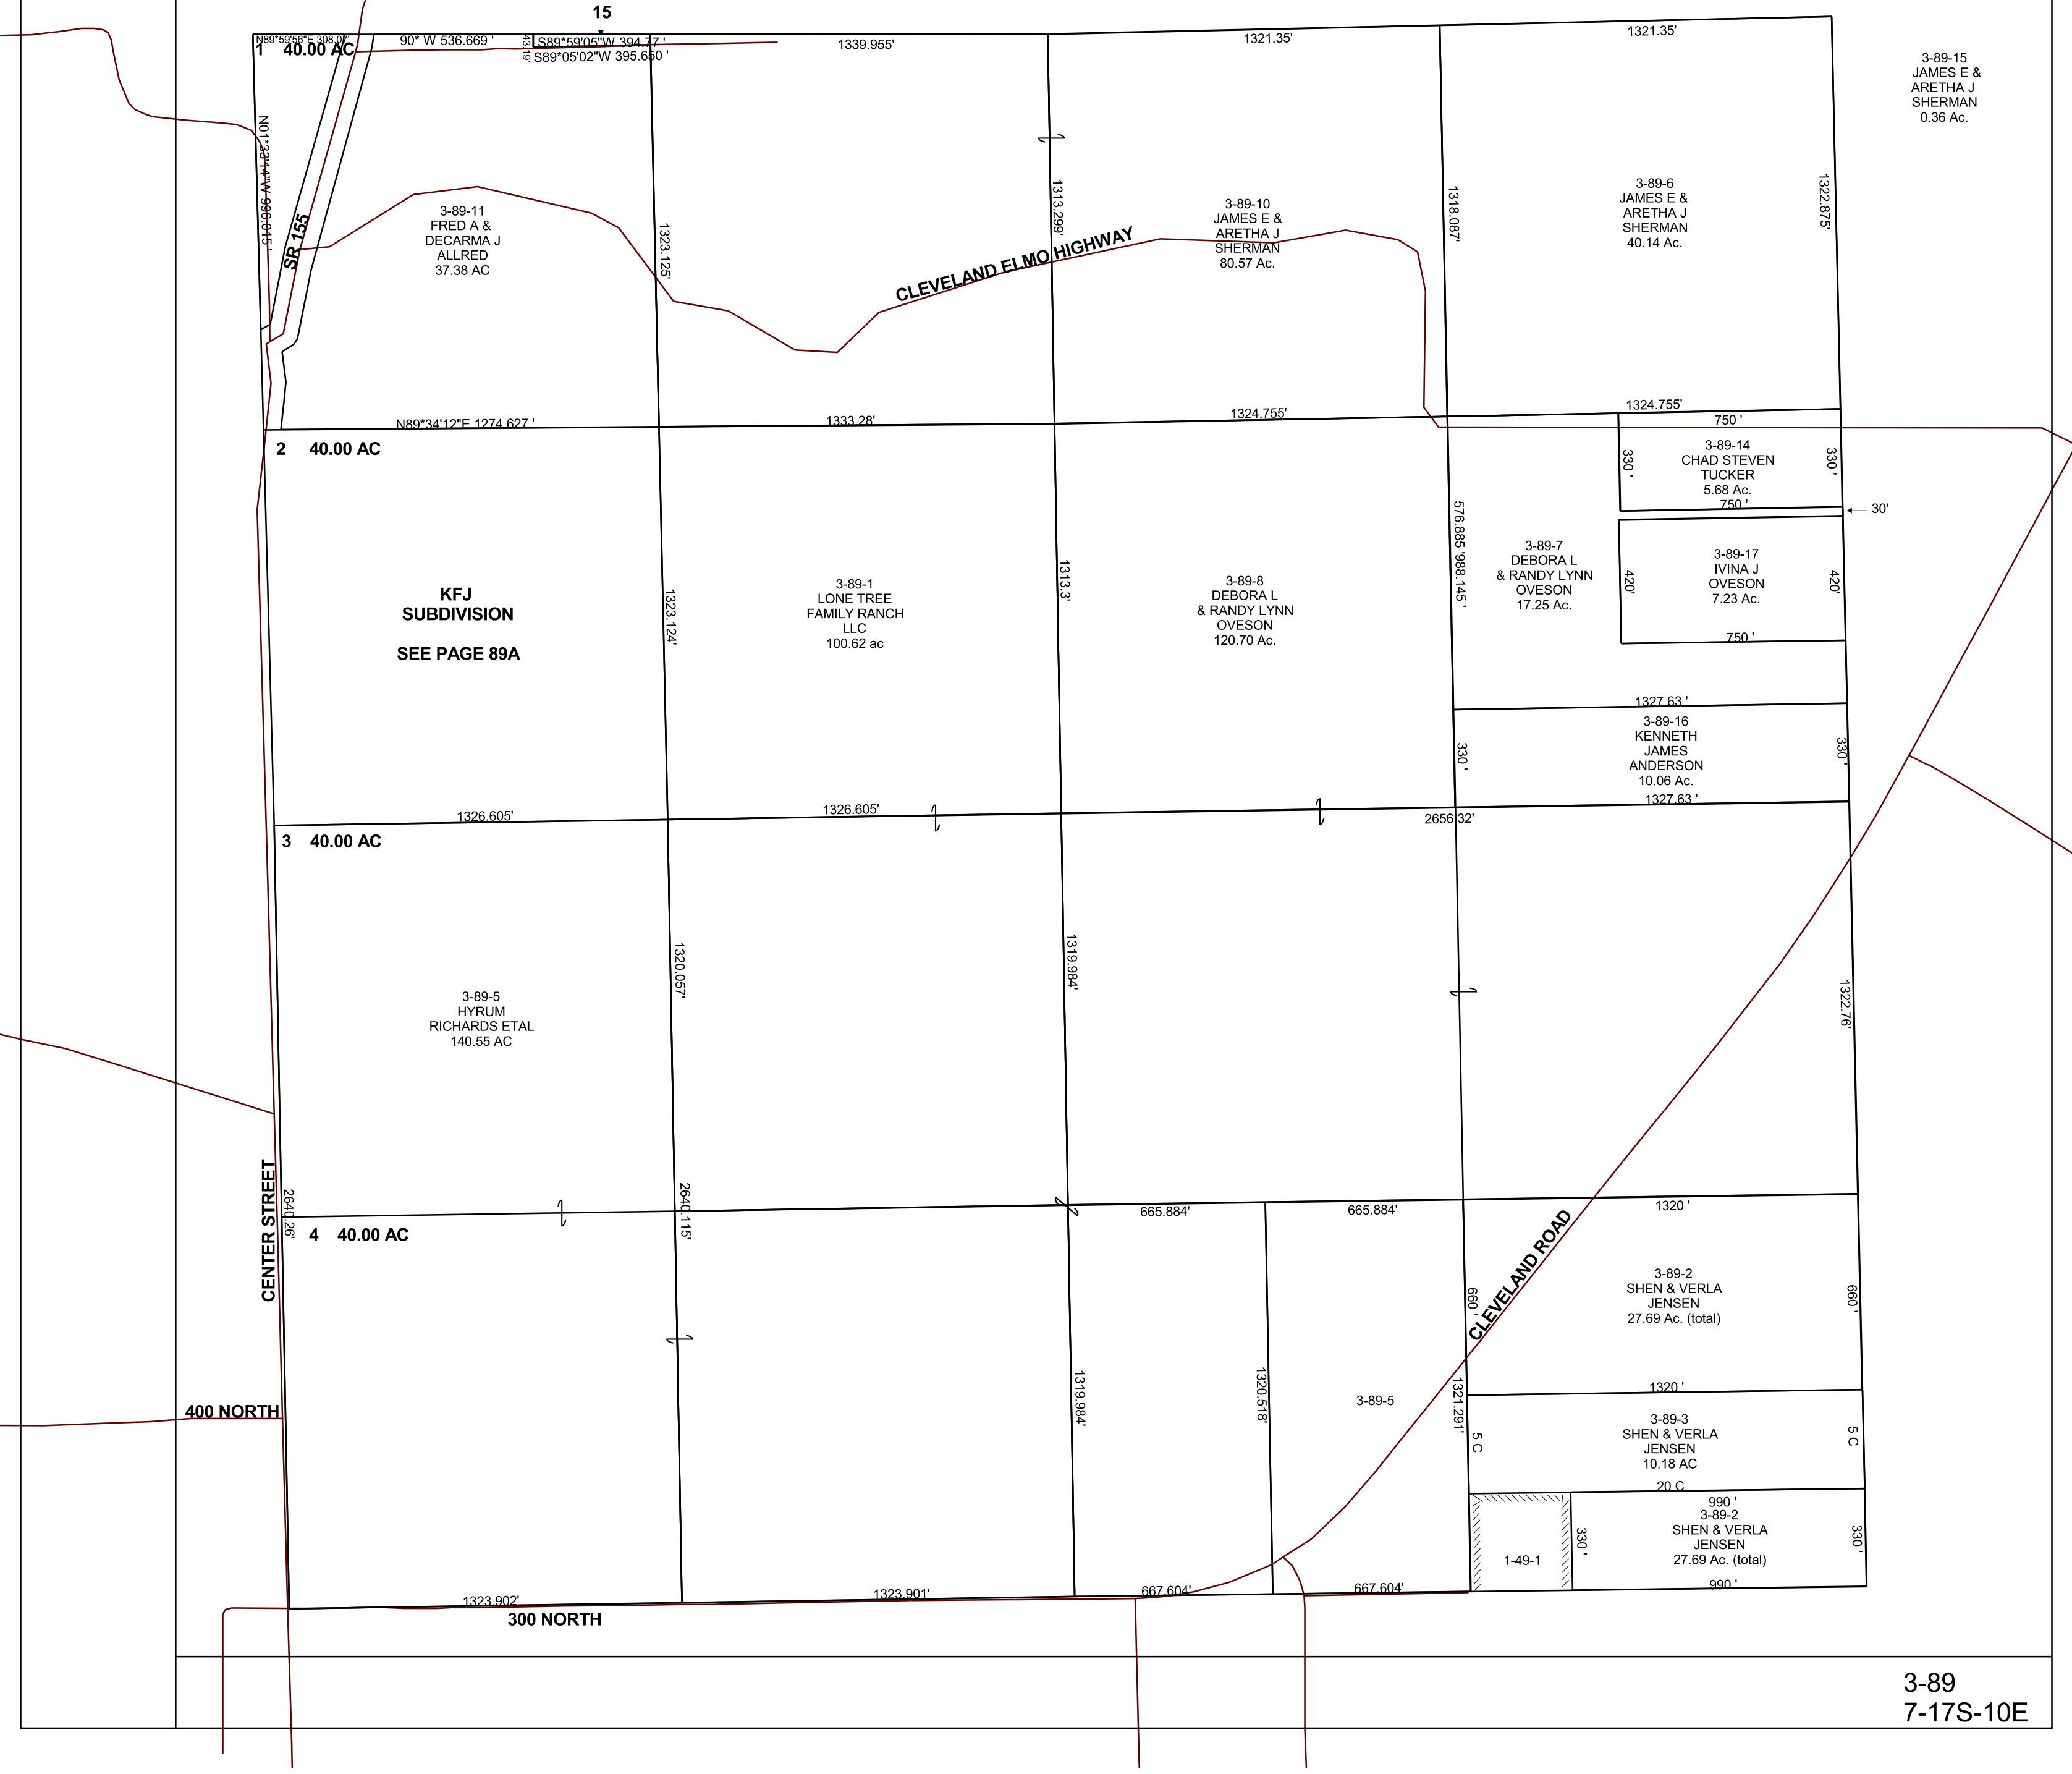 15
N89*59'56"E 308.07'
1 40.00 AC
90* W 536.669 '
43.19'
S89*59'05"W 394.77 '
S89*05'02"W 395.650 '
1339.955'
1321.35'
1321.35'
3-89-15
JAMES E &
ARETHA J
SHERMAN
0.36 Ac.
N01*33'14"W 996.015 '
SR 155
3-89-11
FRED A &
DECARMA J
ALLRED
37.38 AC
1323.125'
1313.299'
CLEVELAND ELMO HIGHWAY
3-89-10
JAMES E &
ARETHA J
SHERMAN
80.57 Ac.
1318.087'
3-89-6
JAMES E &
ARETHA J
SHERMAN
40.14 Ac.
1322.875'
N89*34'12"E 1274.627 '
1333.28'
1324.755'
1324.755'
2 40.00 AC
750 '
330 '
3-89-14
CHAD STEVEN
TUCKER
5.68 Ac.
330 '
750 '
30'
KFJ
SUBDIVISION
SEE PAGE 89A
1323.124'
3-89-1
LONE TREE
FAMILY RANCH
LLC
100.62 ac
1313.3'
3-89-8
DEBORA L
& RANDY LYNN
OVESON
120.70 Ac.
576.885 '988.145 '
3-89-7
DEBORA L
& RANDY LYNN
OVESON
17.25 Ac.
420'
3-89-17
IVINA J
OVESON
7.23 Ac.
420'
750 '
1327.63 '
330 '
3-89-16
KENNETH
JAMES
ANDERSON
10.06 Ac.
330 '
1327.63 '
1326.605'
1326.605'
2656.32'
3 40.00 AC
3-89-5
HYRUM
RICHARDS ETAL
140.55 AC
1320.057'
1319.984'
1322.76'
CENTER STREET
2640.26'
2640.115'
4 40.00 AC
665.884'
665.884'
1320 '
660 '
CLEVELAND ROAD
3-89-2
SHEN & VERLA
JENSEN
27.69 Ac. (total)
660 '
1320 '
400 NORTH
1319.984'
1320.518'
3-89-5
1321.291'
5 C
3-89-3
SHEN & VERLA
JENSEN
10.18 AC
5 C
20 C
990 '
3-89-2
SHEN & VERLA
JENSEN
27.69 Ac. (total)
330 '
330 '
1-49-1
990 '
1323.902'
1323.901'
667.604'
667.604'
300 NORTH
3-89
7-17S-10E